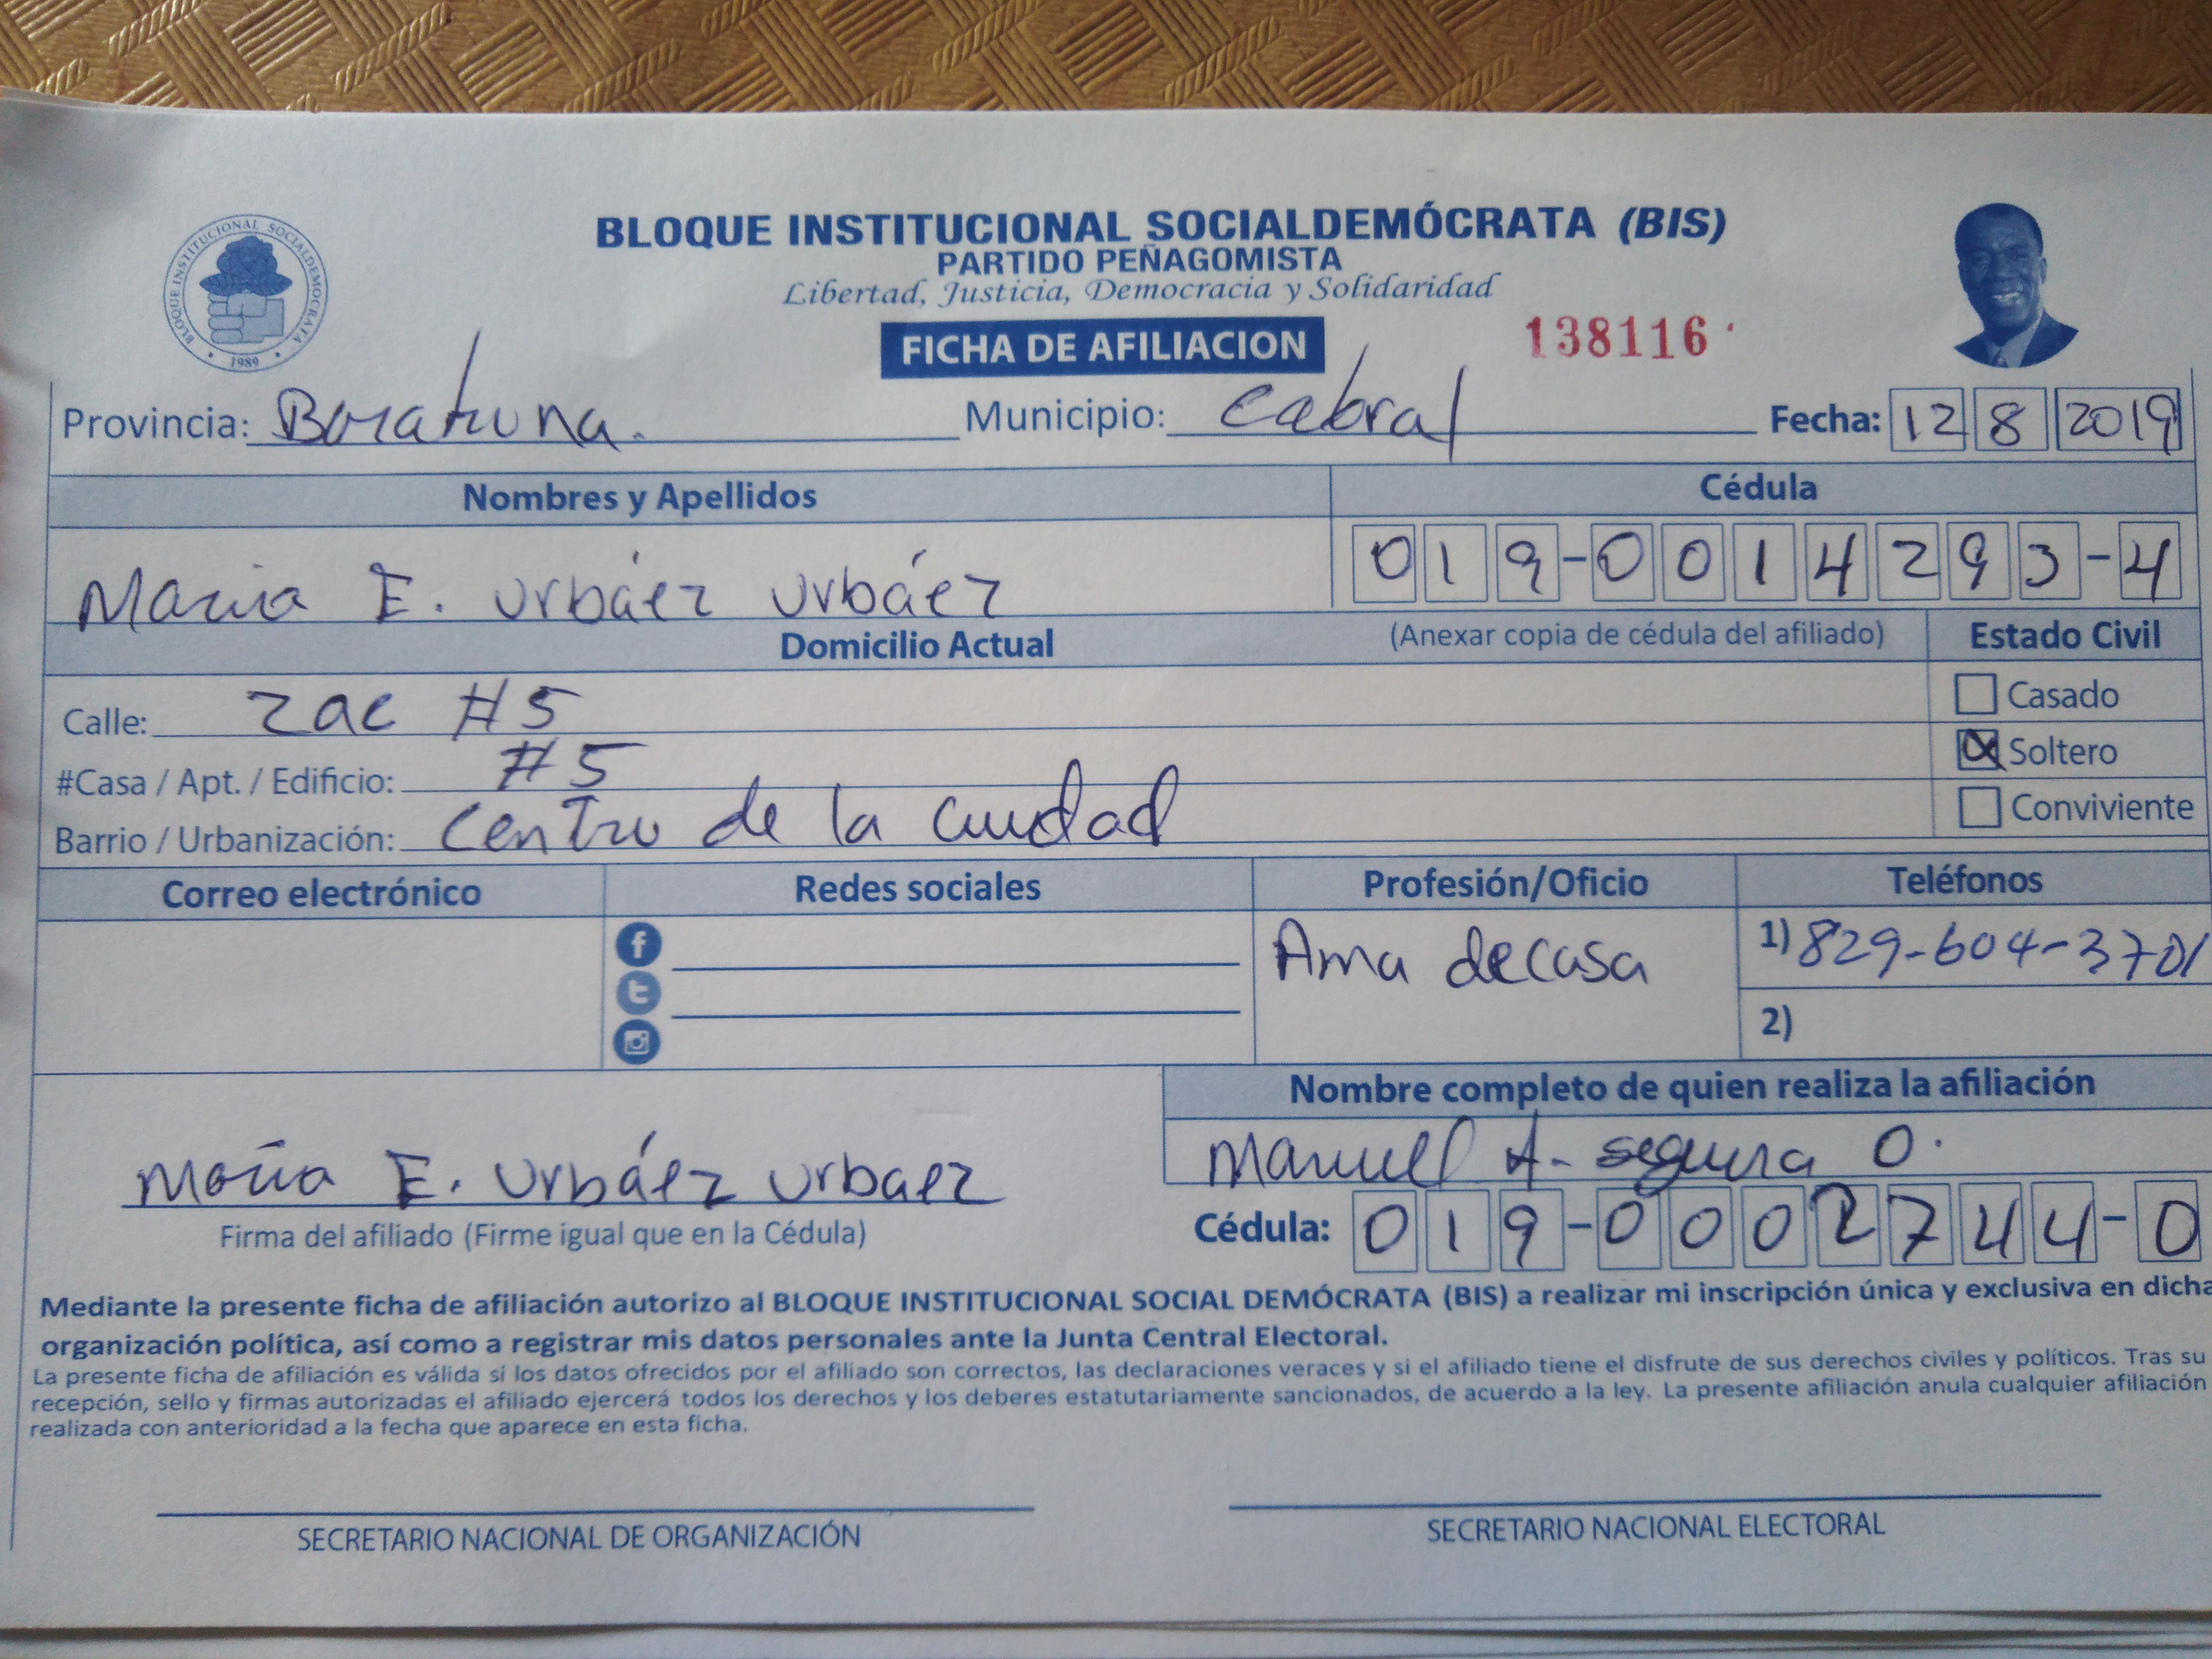 BLOQUE INSTITUCIONAL SOCIALDEMÓCRATA (BIS)
PARTIDO PEÑAGOMISTA
Libertad, Justicia, Democracia y Solidaridad
BLOQUE INSTITUCIONAL SOCIALDEMOCRATA
1989
FICHA DE AFILIACION
138116
Provincia: Municipio: Cabral Fecha: 12 8 2019
Nombres y Apellidos Cédula
Maria E. Urbáez Urbáez 019-0014293-4
Domicilio Actual (Anexar copia de cédula del afiliado) Estado Civil
Calle: #5 Casado
#Casa / Apt. / Edificio: #5 Soltero
Barrio / Urbanización: Centro de la ciudad Conviviente
Correo electrónico Redes sociales Profesión/Oficio Teléfonos
Ama de casa 1) 829-604-3701
2)
Nombre completo de quien realiza la afiliación
Manuel A. segura O.
María E. Urbáez Urbaez
Firma del afiliado (Firme igual que en la Cédula) Cédula: 019-0002744-0
Mediante la presente ficha de afiliación autorizo al BLOQUE INSTITUCIONAL SOCIAL DEMÓCRATA (BIS) a realizar mi inscripción única y exclusiva en dicha
organización política, así como a registrar mis datos personales ante la Junta Central Electoral.
La presente ficha de afiliación es válida si los datos ofrecidos por el afiliado son correctos, las declaraciones veraces y si el afiliado tiene el disfrute de sus derechos civiles y políticos. Tras su
recepción, sello y firmas autorizadas el afiliado ejercerá todos los derechos y los deberes estatutariamente sancionados, de acuerdo a la ley. La presente afiliación anula cualquier afiliación
realizada con anterioridad a la fecha que aparece en esta ficha.
SECRETARIO NACIONAL DE ORGANIZACIÓN SECRETARIO NACIONAL ELECTORAL